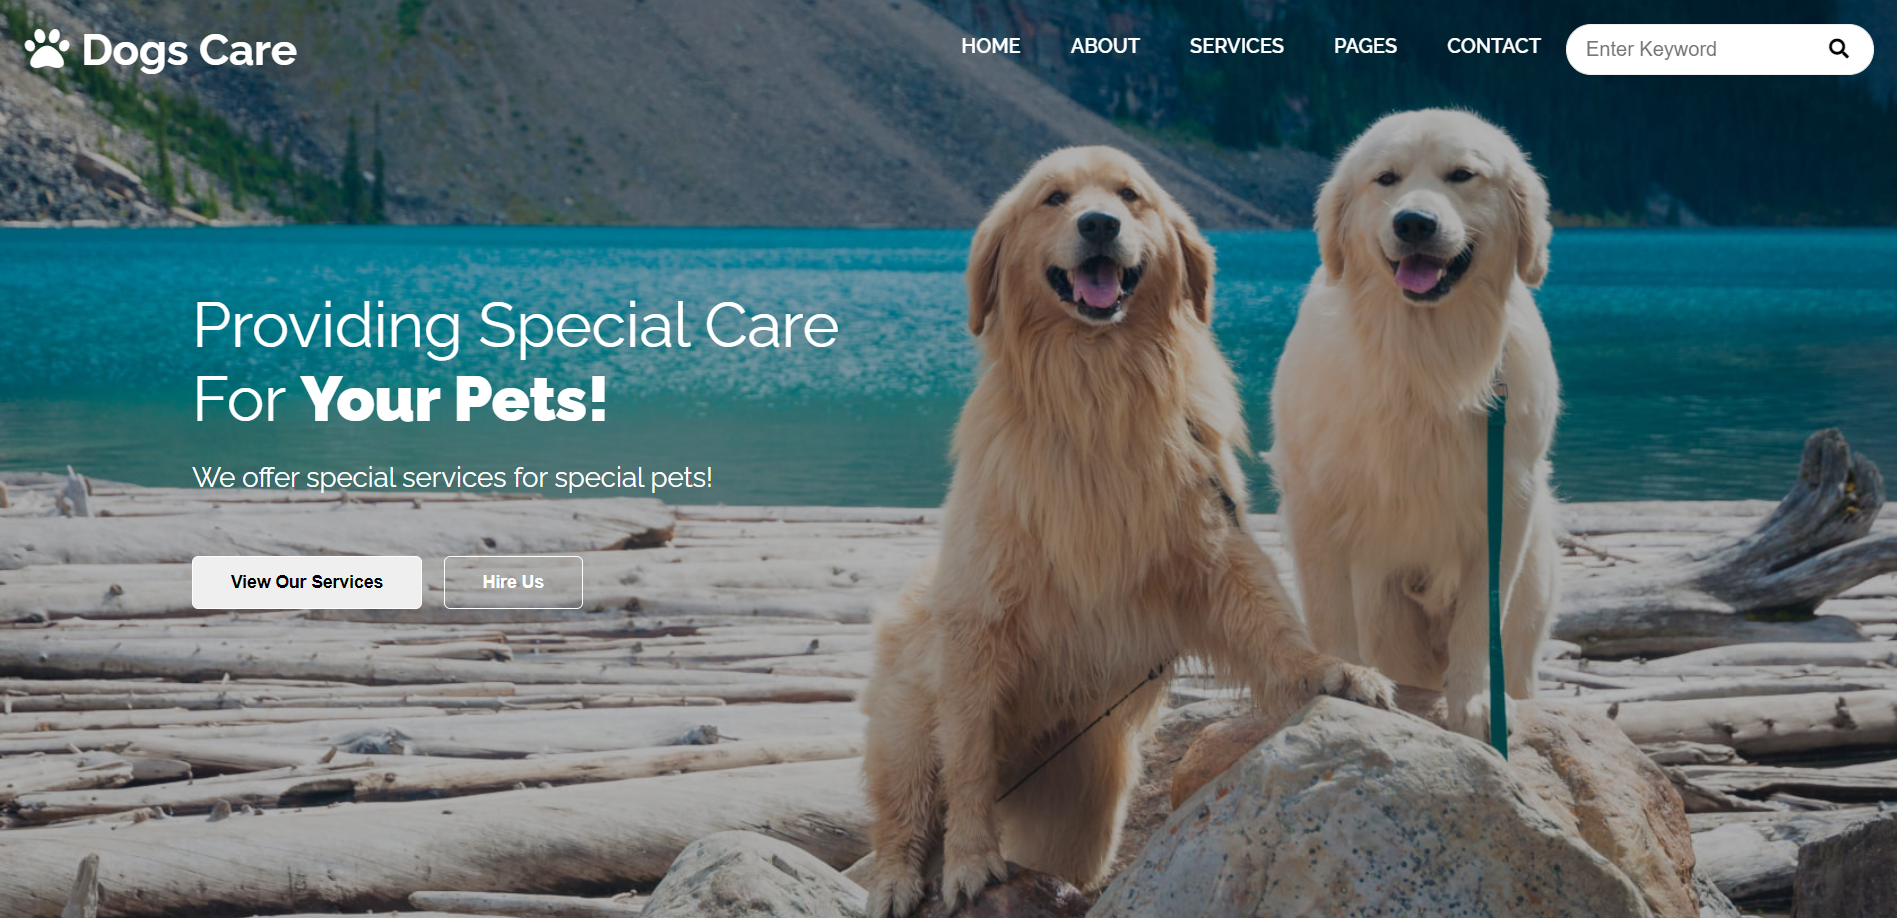 Dogs Care
HOME
ABOUT
SERVICES
PAGES
CONTACT
Enter Keyword
Providing Special Care
For Your Pets!
We offer special services for special pets!
View Our Services
Hire Us